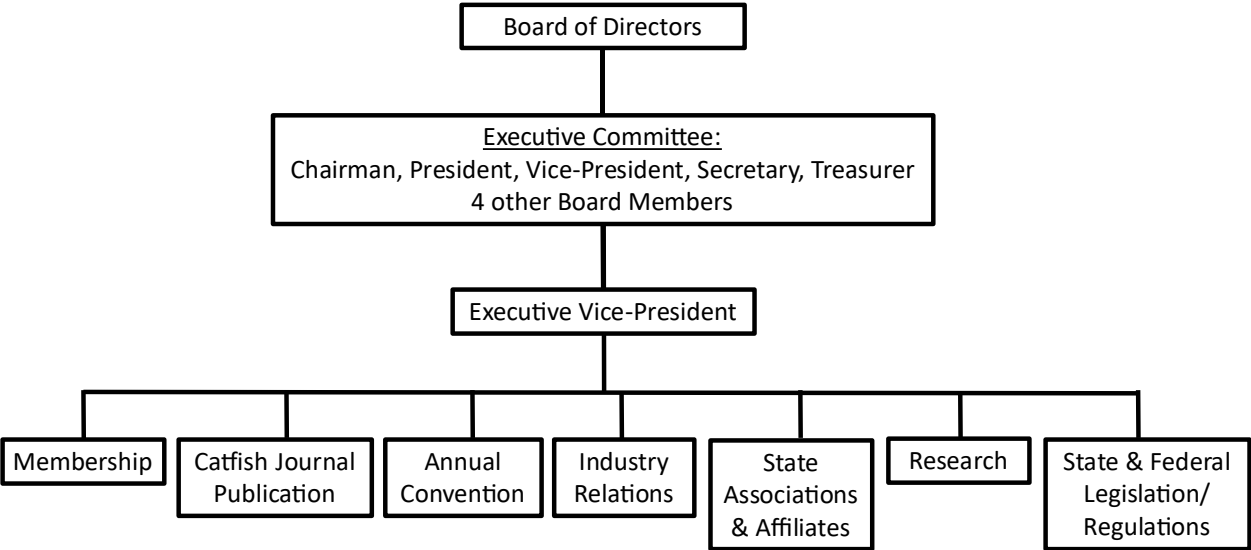 Board of Directors
Executive Committee:
Chairman, President, Vice-President, Secretary, Treasurer
4 other Board Members
Executive Vice-President
Membership
Catfish Journal
Publication
Annual
Convention
Industry
Relations
State
Associations
& Affiliates
Research
State & Federal
Legislation/
Regulations